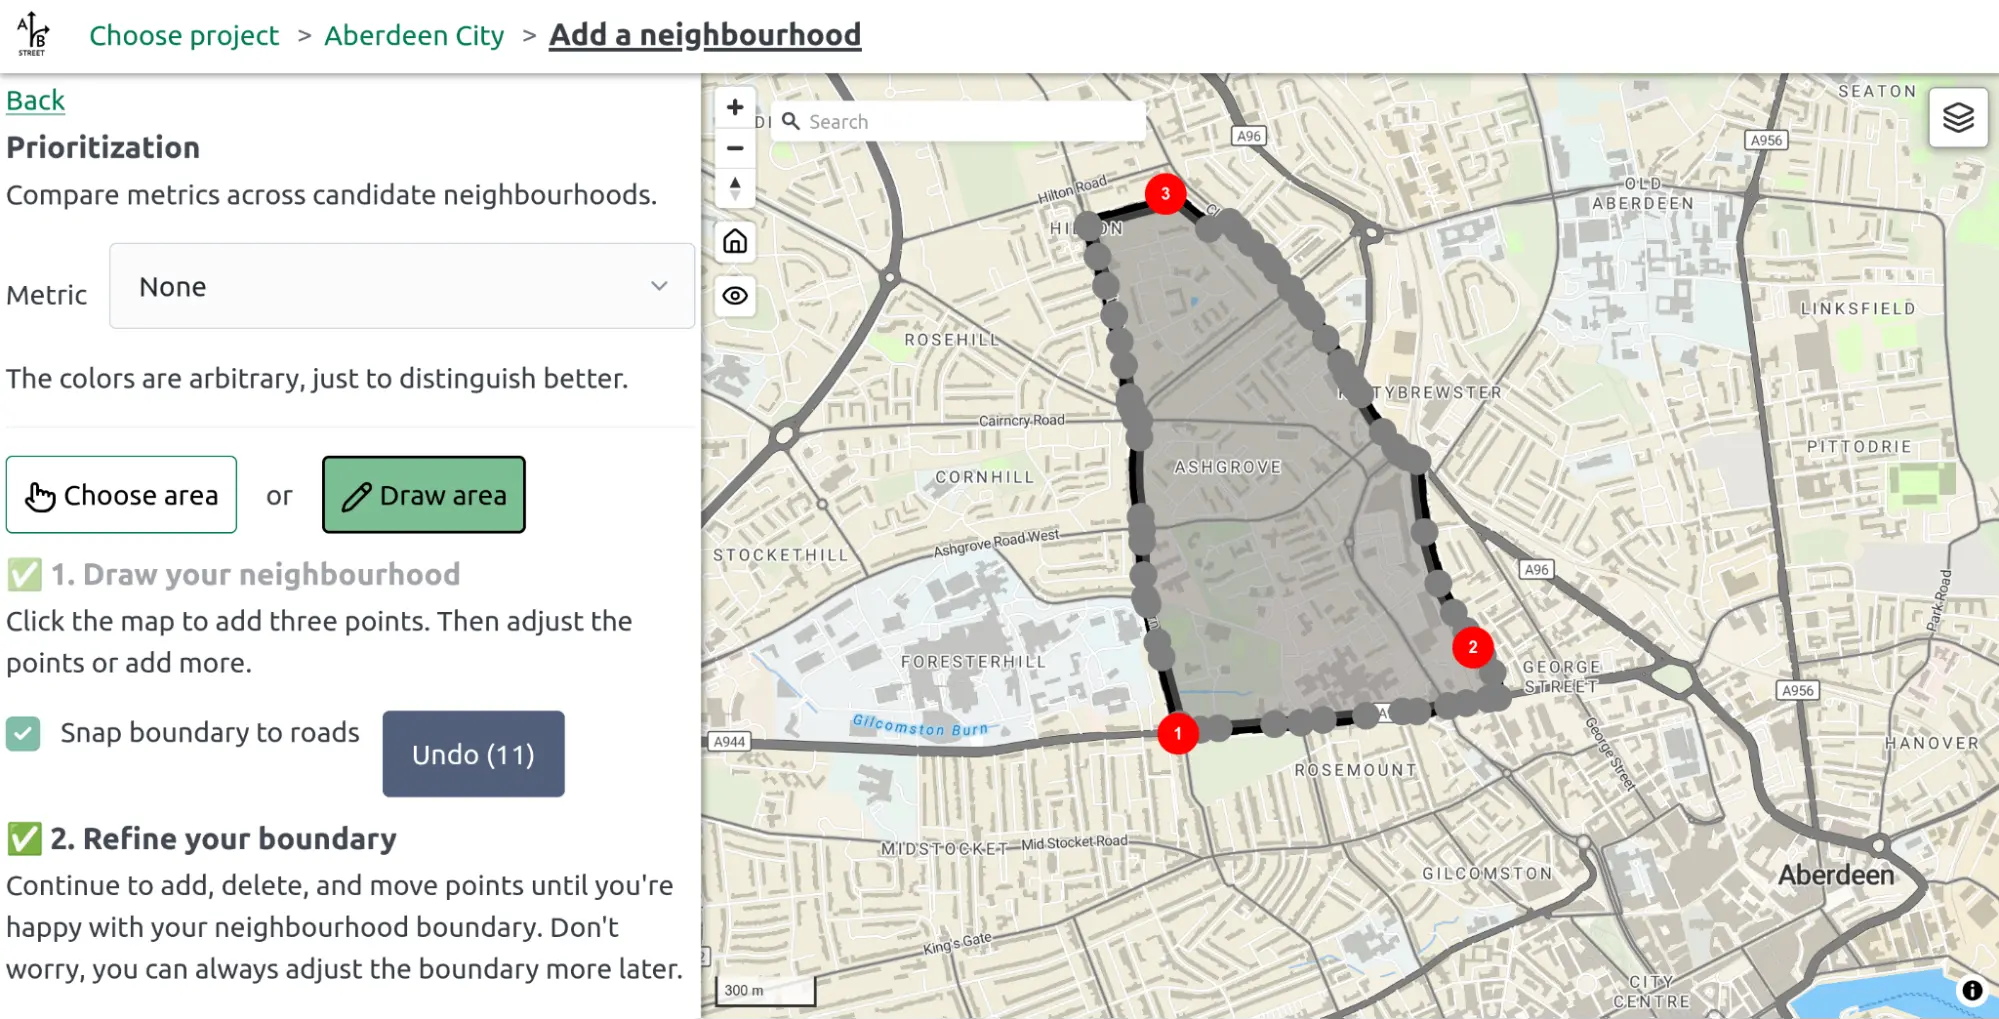 A
B
STREET
Choose project > Aberdeen City > Add a neighbourhood
Back
Prioritization
Compare metrics across candidate neighbourhoods.
Metric
None
The colors are arbitrary, just to distinguish better.
Choose area or Draw area
✅ 1. Draw your neighbourhood
Click the map to add three points. Then adjust the
points or add more.
Snap boundary to roads
Undo (11)
✅ 2. Refine your boundary
Continue to add, delete, and move points until you're
happy with your neighbourhood boundary. Don't
worry, you can always adjust the boundary more later.
Search
SEATON
A96
A956
Hilton Road
3
OLD
ABERDEEN
LINKSFIELD
ROSEHILL
Cairncry Road
PITTODRIE
ASHGROVE
CORNHILL
Ashgrove Road West
STOCKETHILL
A96
Park Road
FORESTERHILL
2
GEORGE
STREET
A956
Gilcomston Burn
1
A944
George Street
HANOVER
ROSEMOUNT
MIDSTOCKET
Mid Stocket Road
GILCOMSTON
Aberdeen
King's Gate
CITY
CENTRE
300 m